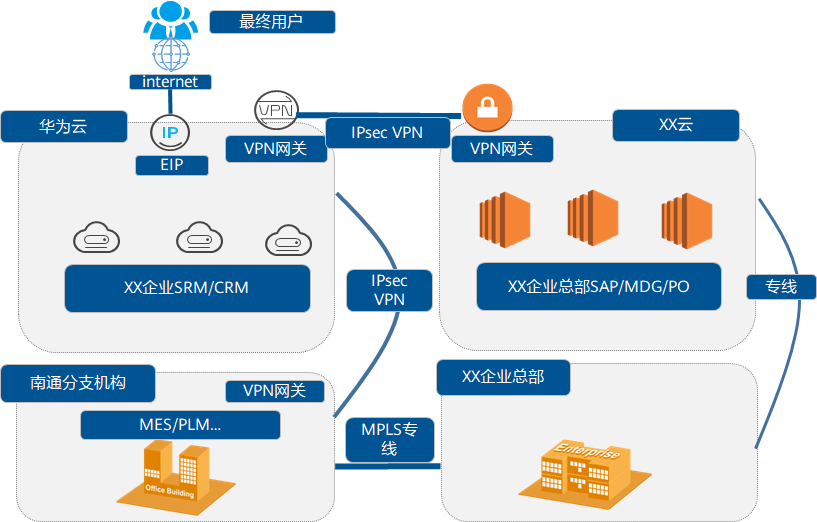 最终用户
internet
VPN
华为云
IP
IPsec VPN
XX云
EIP
VPN网关
VPN网关
XX企业SRM/CRM
IPsec
VPN
XX企业总部SAP/MDG/PO
专线
南通分支机构
VPN网关
XX企业总部
MES/PLM...
MPLS专
线
Office Building
Enterprise